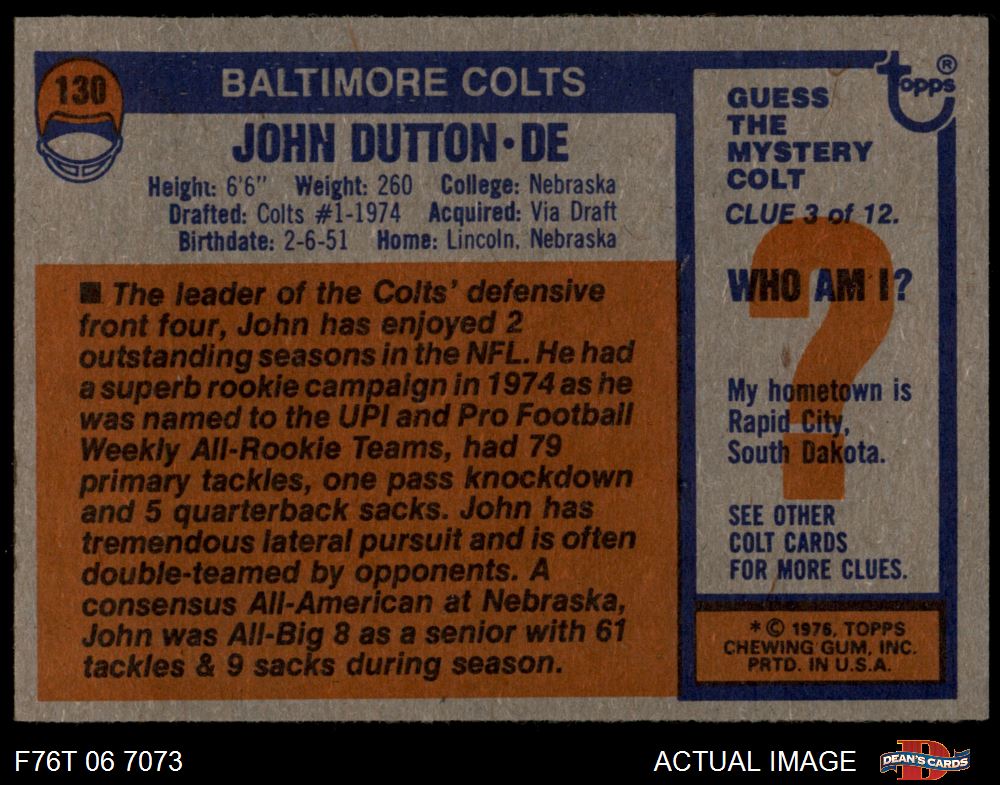 130
BALTIMORE COLTS
JOHN DUTTON • DE
Height: 6'6" Weight: 260 College: Nebraska
Drafted: Colts #1-1974 Acquired: Via Draft
Birthdate: 2-6-51 Home: Lincoln, Nebraska
■ The leader of the Colts' defensive
front four, John has enjoyed 2
outstanding seasons in the NFL. He had
a superb rookie campaign in 1974 as he
was named to the UPI and Pro Football
Weekly All-Rookie Teams, had 79
primary tackles, one pass knockdown
and 5 quarterback sacks. John has
tremendous lateral pursuit and is often
double-teamed by opponents. A
consensus All-American at Nebraska,
John was All-Big 8 as a senior with 61
tackles & 9 sacks during season.
topps®
GUESS
THE
MYSTERY
COLT
CLUE 3 of 12.
?
WHO AM I?
My hometown is
Rapid City,
South Dakota.
SEE OTHER
COLT CARDS
FOR MORE CLUES.
* © 1976, TOPPS
CHEWING GUM, INC.
PRTD. IN U.S.A.
F76T 06 7073
ACTUAL IMAGE
D
DEAN'S CARDS